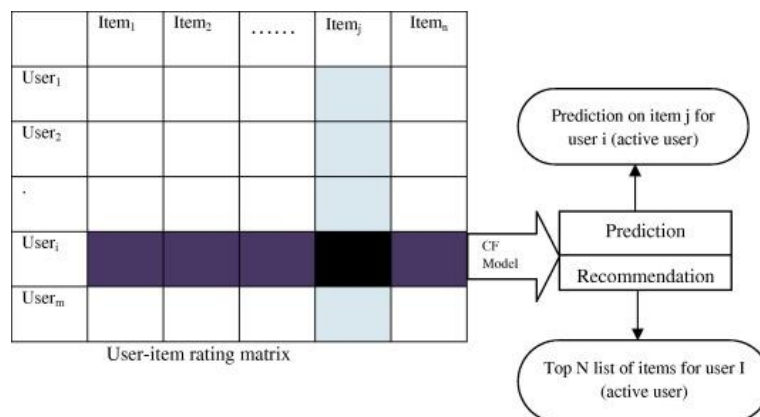 Item₁ Item₂ ...... Itemⱼ Itemₙ
User₁
User₂
.
Userᵢ
Userₘ
User-item rating matrix
CF
Model
Prediction on item j for
user i (active user)
Prediction
Recommendation
Top N list of items for user I
(active user)